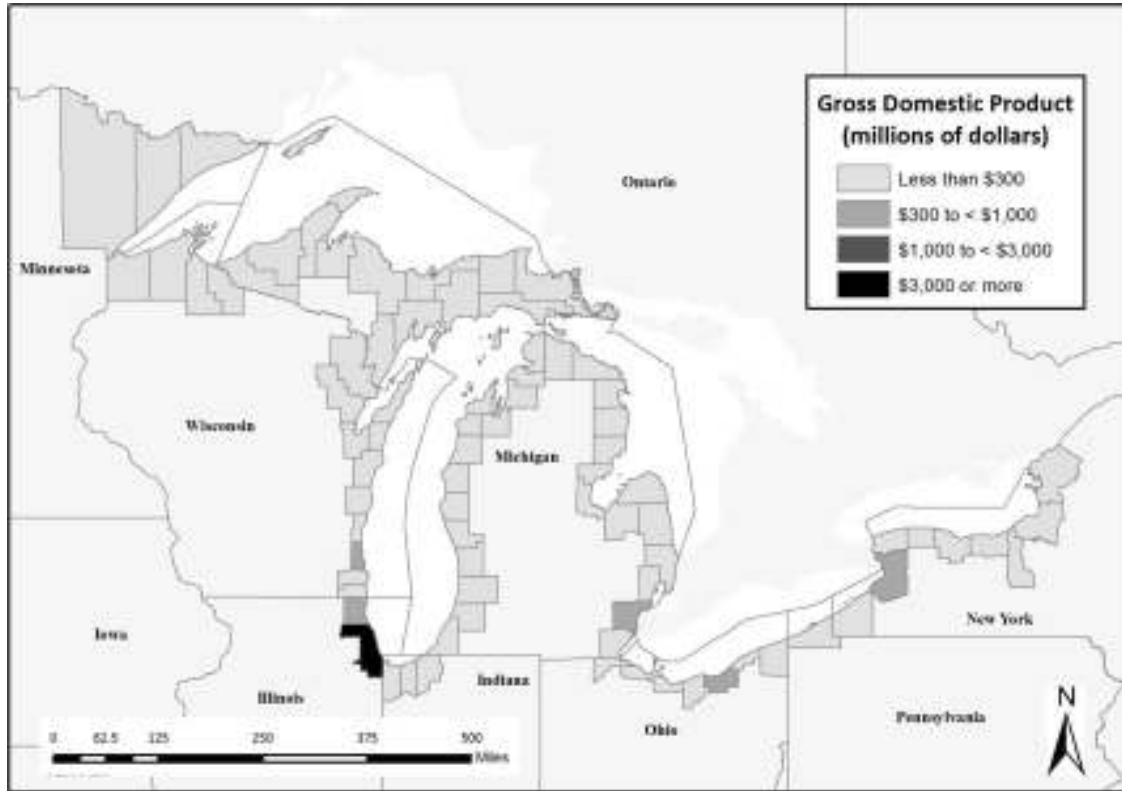 Gross Domestic Product
(millions of dollars)
Less than $300
$300 to < $1,000
$1,000 to < $3,000
$3,000 or more
Ontario
Minnesota
Wisconsin
Michigan
Iowa
New York
Illinois
Indiana
Ohio
Pennsylvania
N
0 62.5 125 250 375 500
Miles